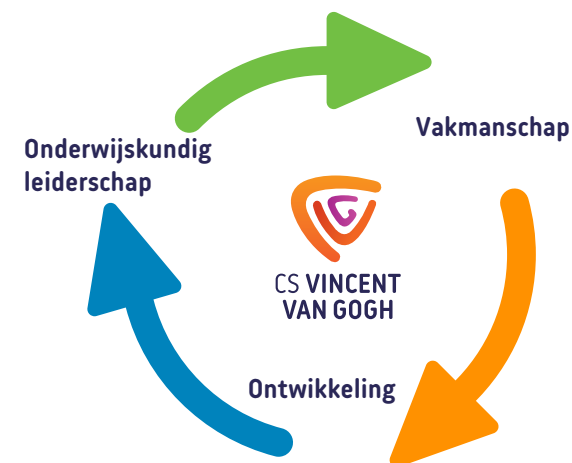 Onderwijskundig
leiderschap
Vakmanschap
CS VINCENT
VAN GOGH
Ontwikkeling